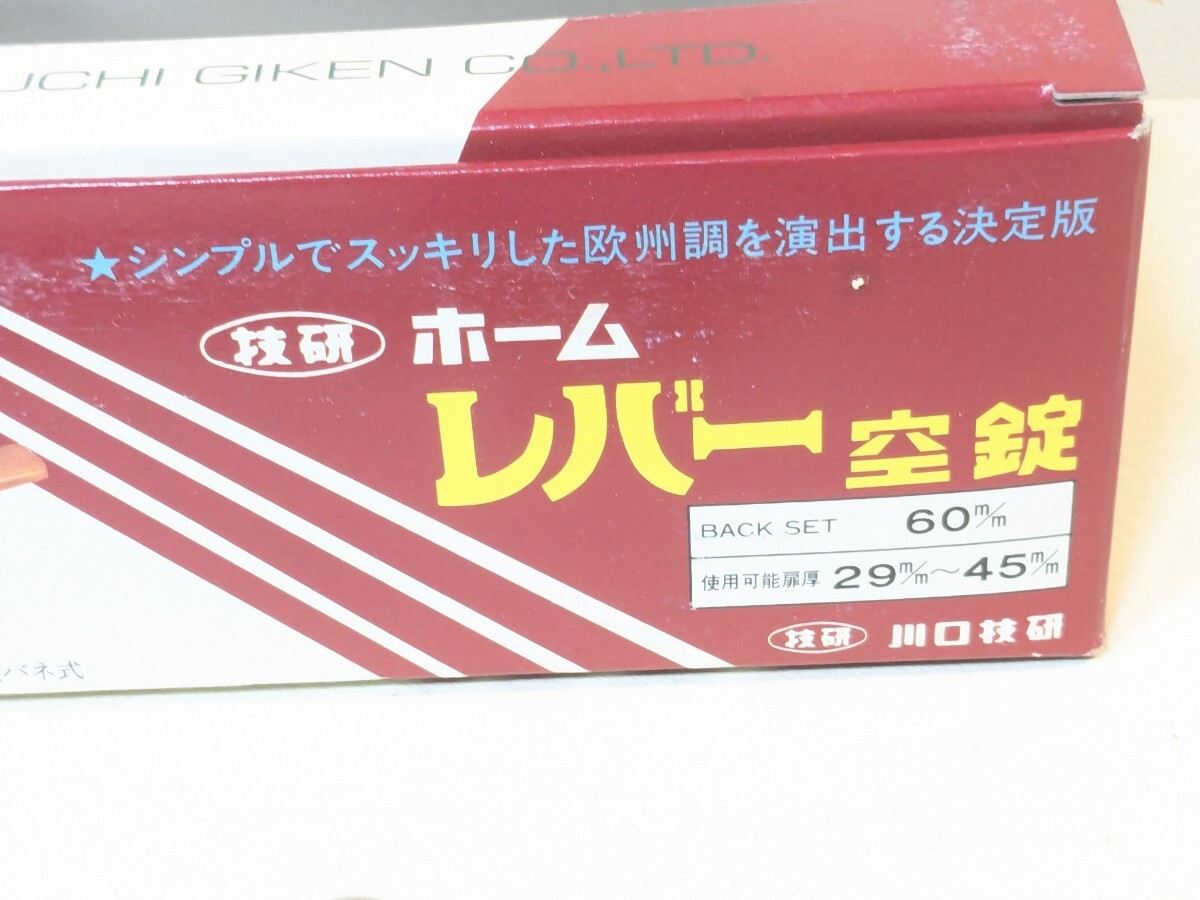 UCHI GIKEN CO.,LTD.
★シンプルでスッキリした欧州調を演出する決定版
技研 ホーム
レバー空錠
BACK SET 60m/m
使用可能扉厚 29m/m〜45m/m
技研 川口技研
バネ式